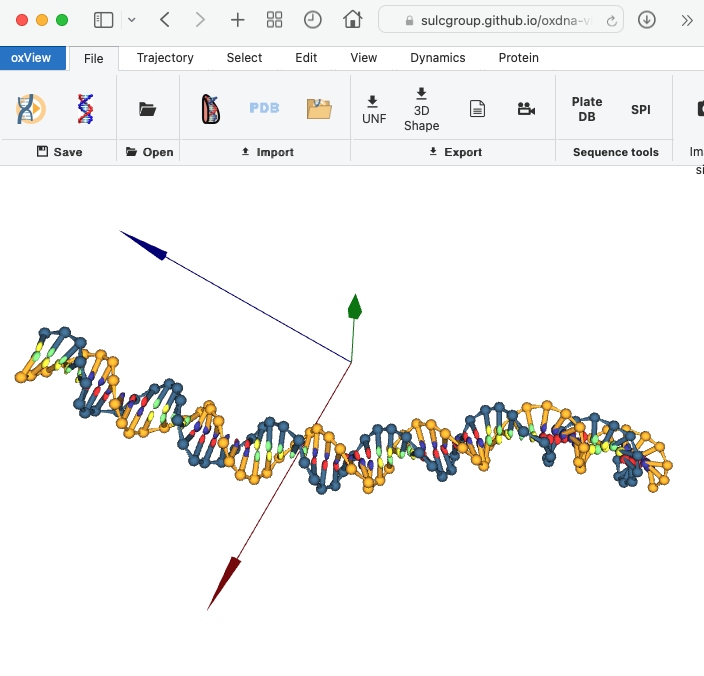 sulcgroup.github.io/oxdna-v
oxView File Trajectory Select Edit View Dynamics Protein
PDB UNF 3D Shape Plate DB SPI
Save Open Import Export Sequence tools Im
si